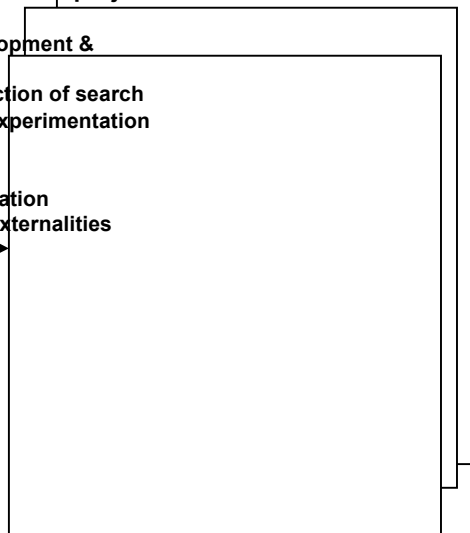 opment &
ction of search
xperimentation
ation
xternalities